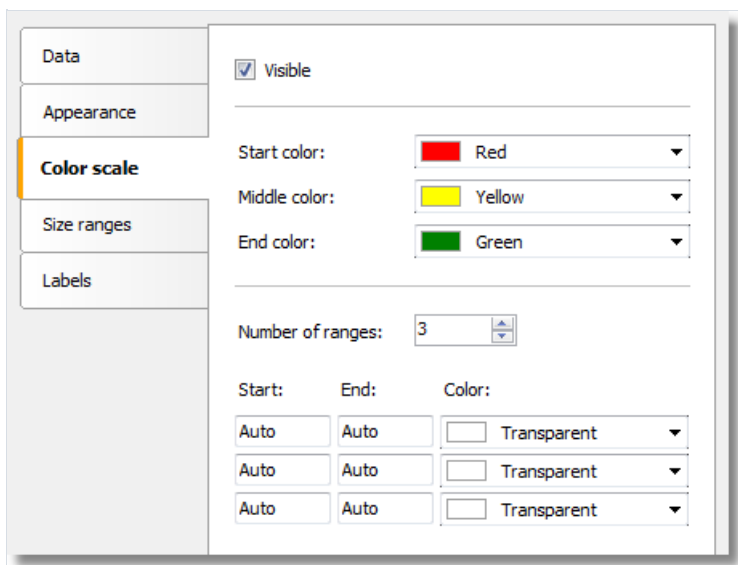 Data
Appearance
Color scale
Size ranges
Labels
Visible
Start color: Red
Middle color: Yellow
End color: Green
Number of ranges: 3
Start: End: Color:
Auto Auto Transparent
Auto Auto Transparent
Auto Auto Transparent